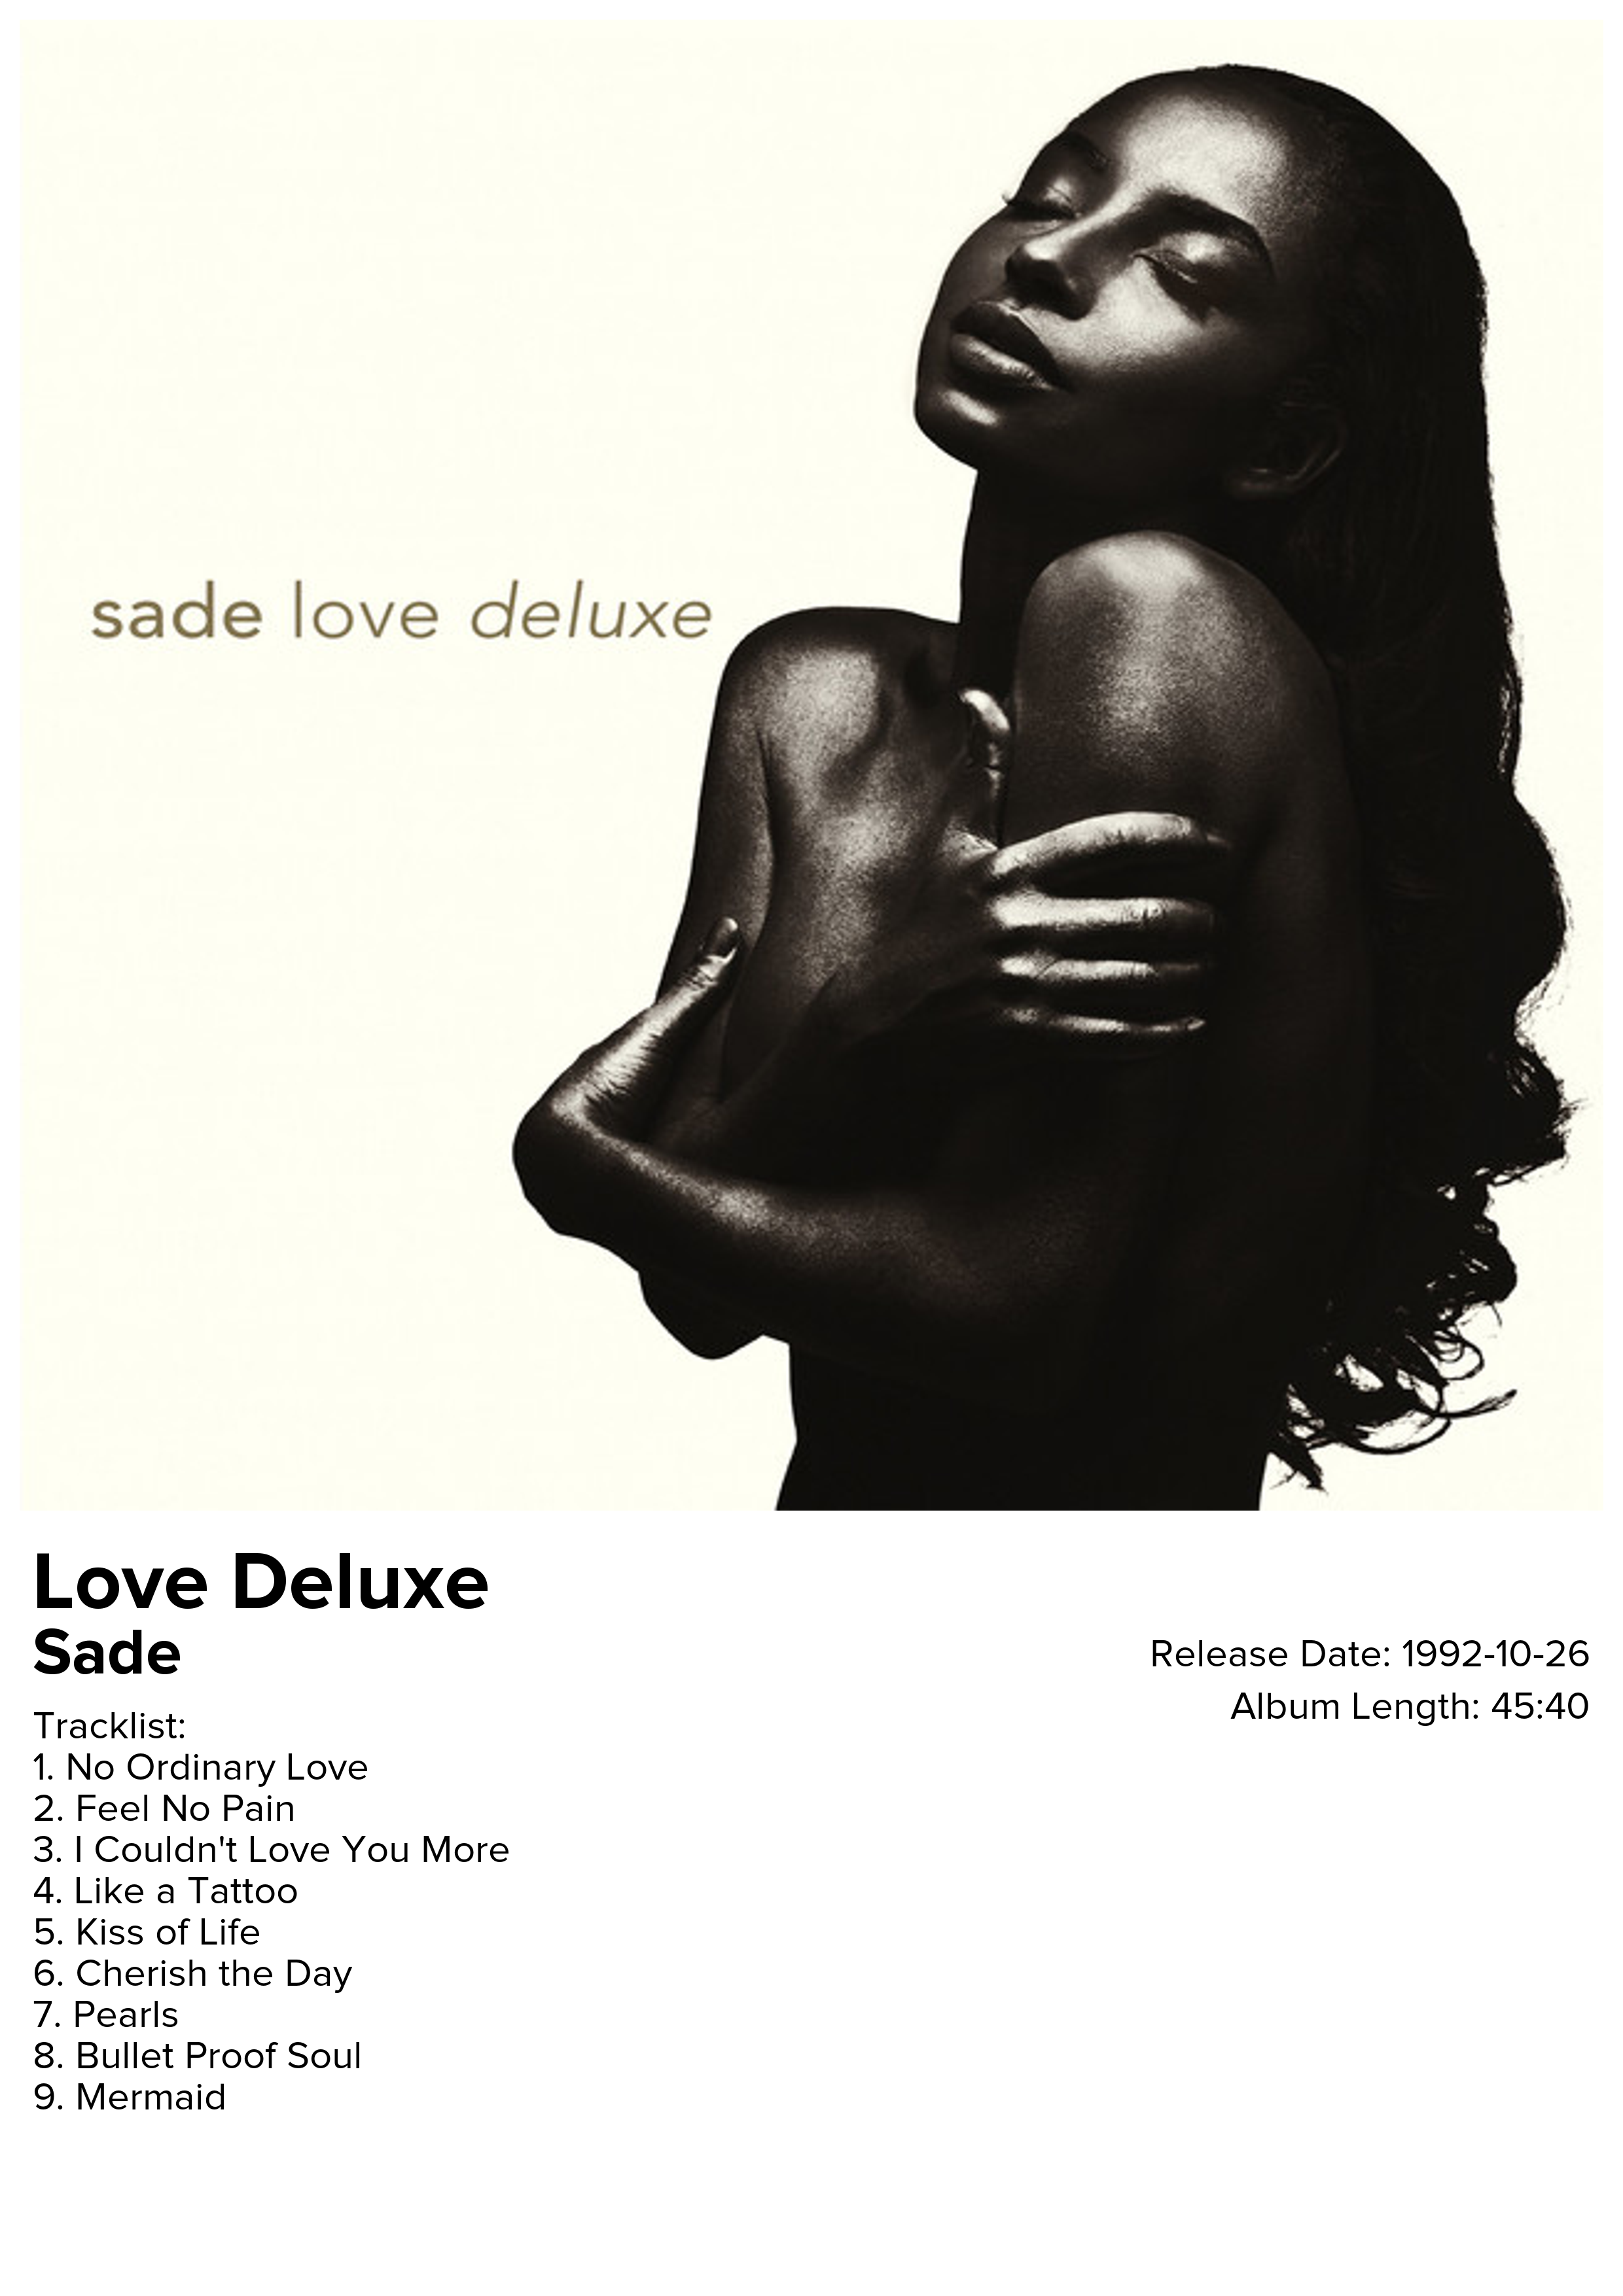 sade love deluxe
Love Deluxe
Sade
Release Date: 1992-10-26
Album Length: 45:40
Tracklist:
1. No Ordinary Love
2. Feel No Pain
3. I Couldn't Love You More
4. Like a Tattoo
5. Kiss of Life
6. Cherish the Day
7. Pearls
8. Bullet Proof Soul
9. Mermaid